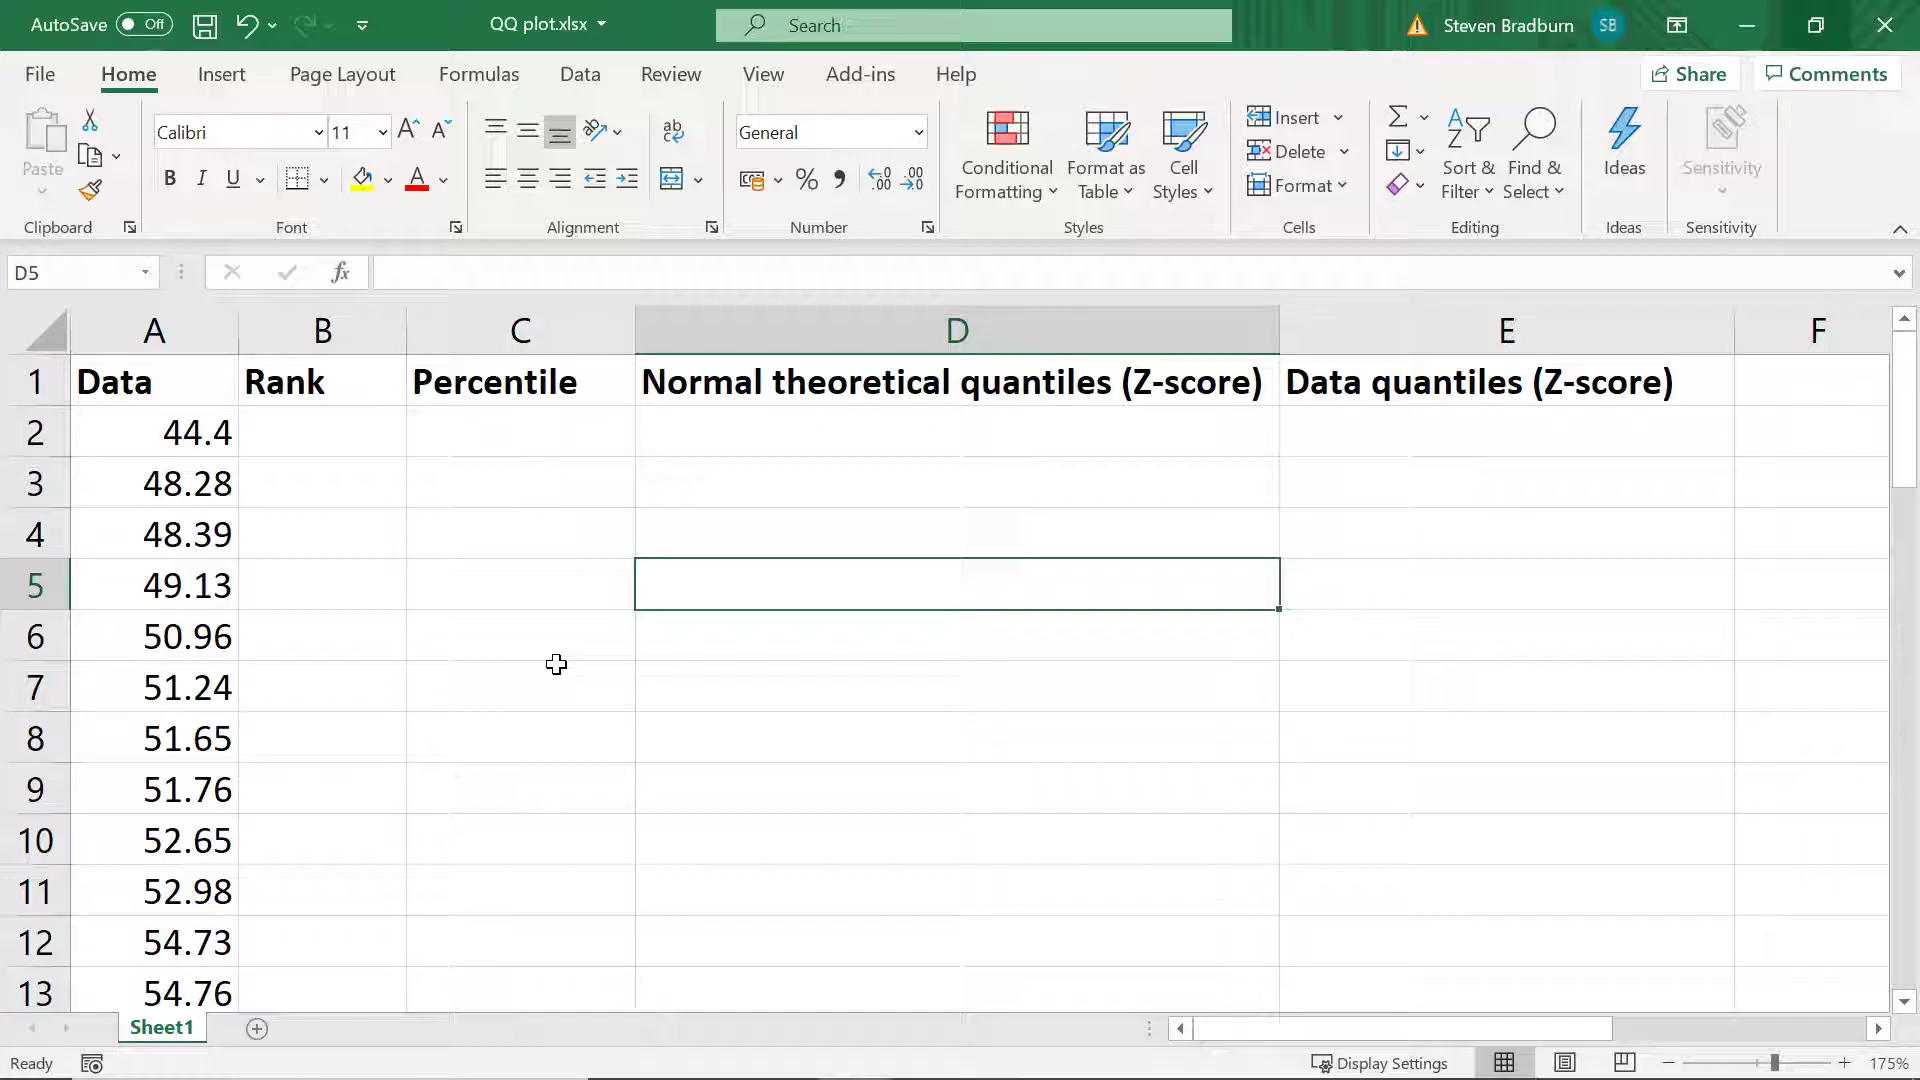 AutoSave Off QQ plot.xlsx Search Steven Bradburn SB
File Home Insert Page Layout Formulas Data Review View Add-ins Help Share Comments
Paste
Clipboard
Calibri 11
B I U A
Font
ab
Alignment
General
% 9 .00 .00
Number
Conditional Formatting
Format as Table
Cell Styles
Styles
Insert
Delete
Format
Cells
Sort & Filter
Find & Select
Editing
Ideas
Ideas
Sensitivity
Sensitivity
D5 fx
A B C D E F
1 Data Rank Percentile Normal theoretical quantiles (Z-score) Data quantiles (Z-score)
2 44.4
3 48.28
4 48.39
5 49.13
6 50.96
7 51.24
8 51.65
9 51.76
10 52.65
11 52.98
12 54.73
13 54.76
Sheet1
Ready Display Settings 175%